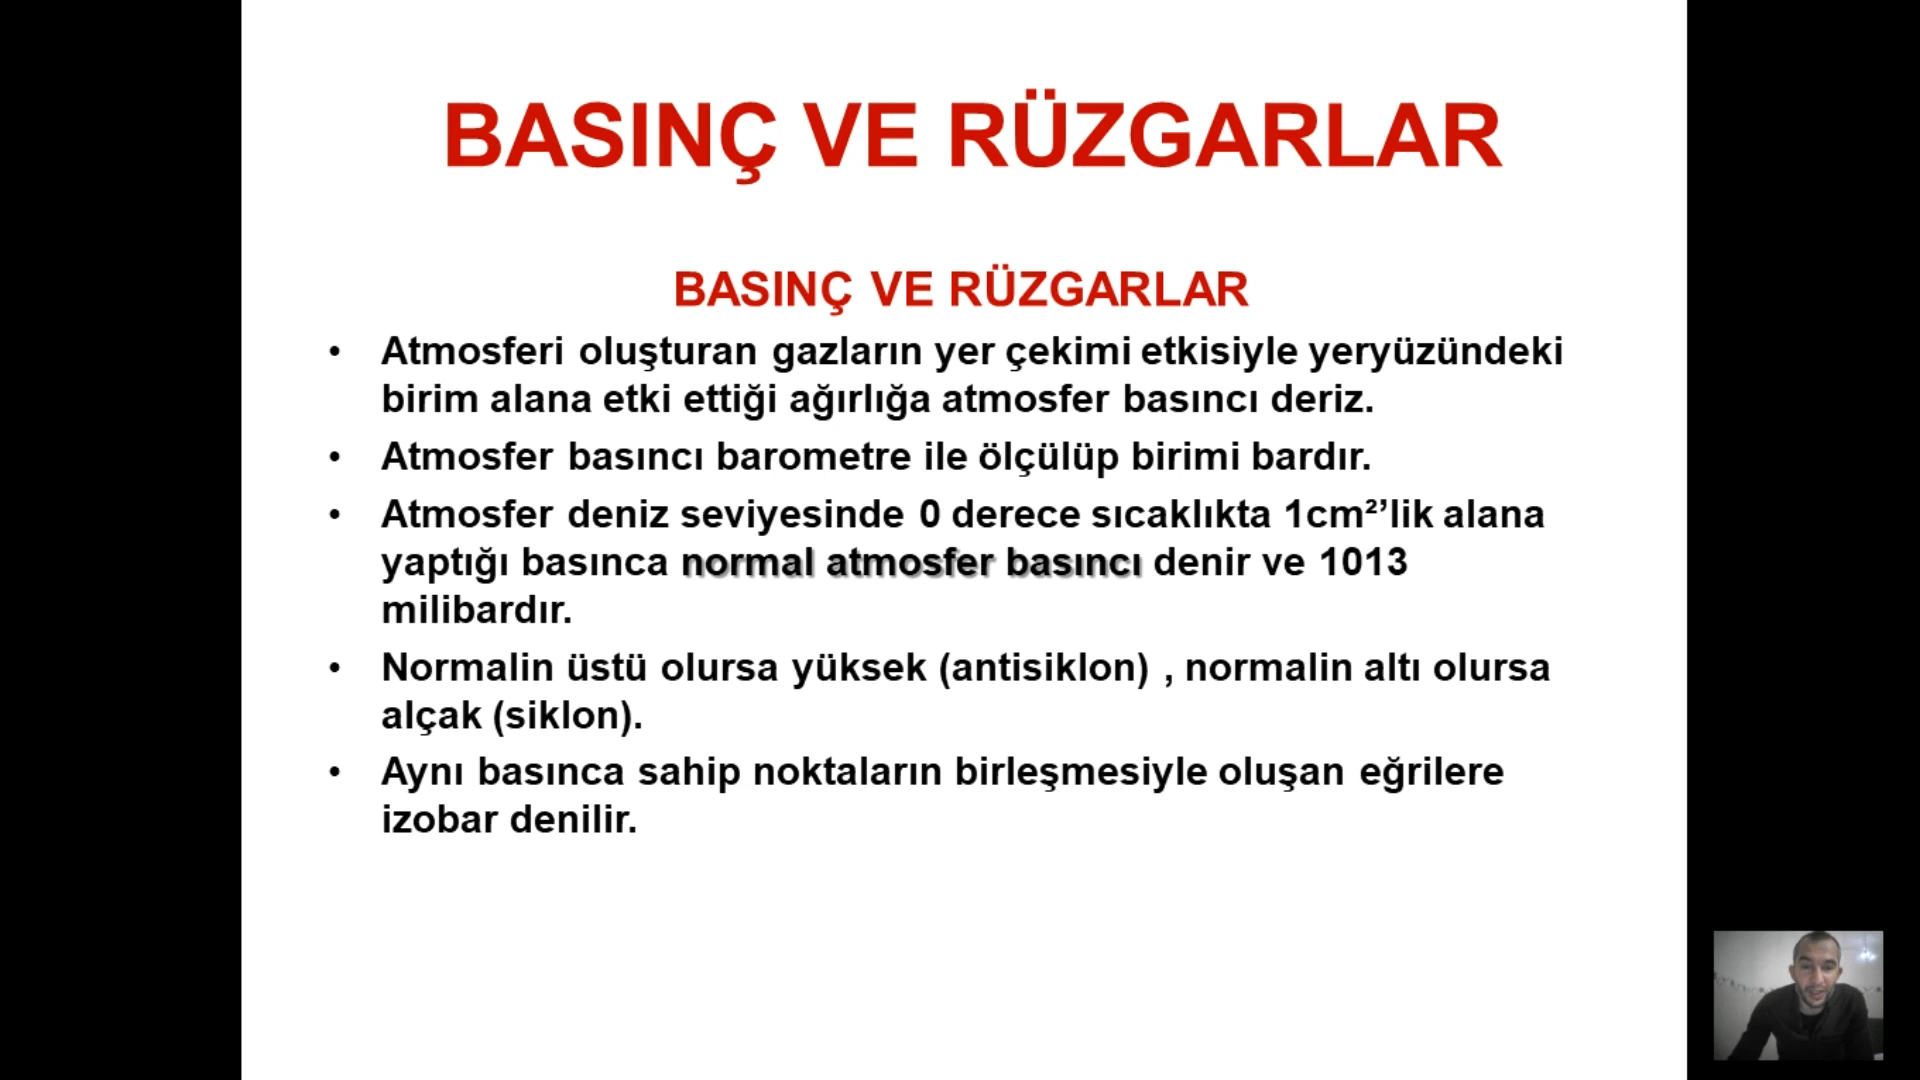 BASINÇ VE RÜZGARLAR
BASINÇ VE RÜZGARLAR
• Atmosferi oluşturan gazların yer çekimi etkisiyle yeryüzündeki
birim alana etki ettiği ağırlığa atmosfer basıncı deriz.
• Atmosfer basıncı barometre ile ölçülüp birimi bardır.
• Atmosfer deniz seviyesinde 0 derece sıcaklıkta 1cm²’lik alana
yaptığı basınca normal atmosfer basıncı denir ve 1013
milibardır.
• Normalin üstü olursa yüksek (antisiklon) , normalin altı olursa
alçak (siklon).
• Aynı basınca sahip noktaların birleşmesiyle oluşan eğrilere
izobar denilir.